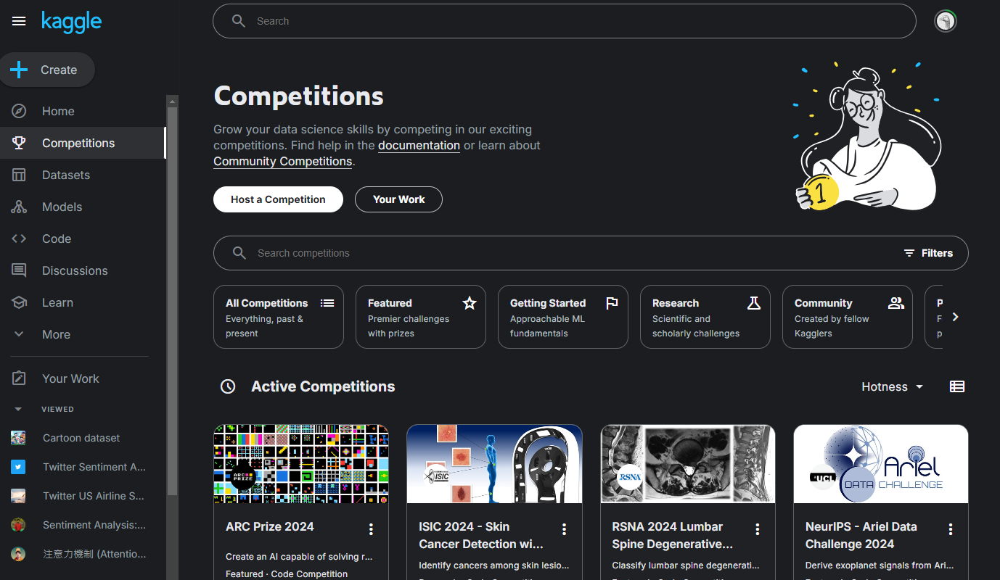 kaggle
Search
Create
Home
Competitions
Datasets
Models
Code
Discussions
Learn
More
Your Work
VIEWED
Cartoon dataset
Twitter Sentiment A...
Twitter US Airline S...
Sentiment Analysis:...
注意力機制 (Attentio...
Competitions
Grow your data science skills by competing in our exciting
competitions. Find help in the documentation or learn about
Community Competitions.
Host a Competition
Your Work
1
Search competitions
Filters
All Competitions
Everything, past &
present
Featured
Premier challenges
with prizes
Getting Started
Approachable ML
fundamentals
Research
Scientific and
scholarly challenges
Community
Created by fellow
Kagglers
P
F
p
Active Competitions
Hotness
ARC PRIZE
ARC Prize 2024
Create an AI capable of solving r...
Featured · Code Competition
ISIC
ISIC 2024 - Skin
Cancer Detection wi...
Identify cancers among skin lesio...
RSNA
RSNA 2024 Lumbar
Spine Degenerative...
Classify lumbar spine degenerati...
UCL
Ariel
DATA CHALLENGE
NeurIPS - Ariel Data
Challenge 2024
Derive exoplanet signals from Ari...